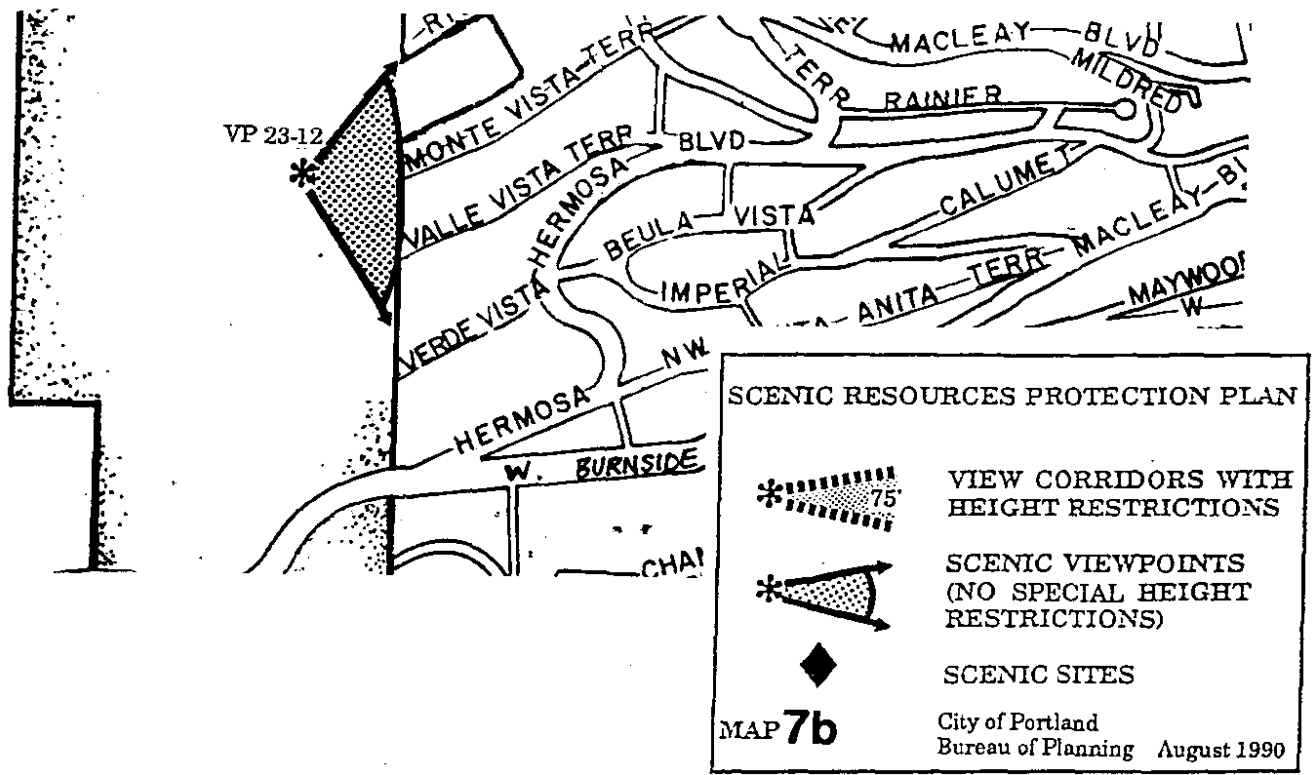 MACLEAY BLVD
MILDRED
TERR
RAINIER
MONTE VISTA TERR
VP 23-12
VALLE VISTA TERR
BLVD
HERMOSA
CALUMET
BEULA VISTA
MACLEAY
IMPERIAL
ANITA TERR
MAYWOOD
W
VERDE VISTA
NW
HERMOSA
W. BURNSIDE
SCENIC RESOURCES PROTECTION PLAN
75'
VIEW CORRIDORS WITH
HEIGHT RESTRICTIONS
SCENIC VIEWPOINTS
(NO SPECIAL HEIGHT
RESTRICTIONS)
SCENIC SITES
MAP 7b
City of Portland
Bureau of Planning August 1990